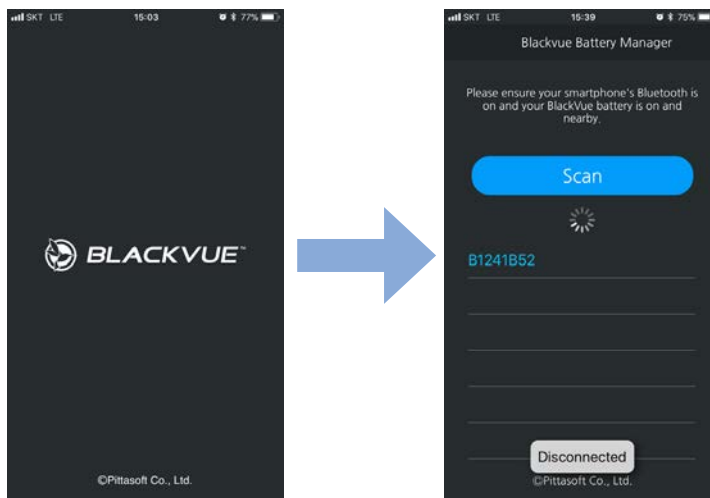 SKT LTE 15:03 77%
BLACKVUE™
©Pittasoft Co., Ltd.
SKT LTE 15:39 75%
Blackvue Battery Manager
Please ensure your smartphone's Bluetooth is
on and your BlackVue battery is on and
nearby.
Scan
B1241B52
Disconnected
©Pittasoft Co., Ltd.